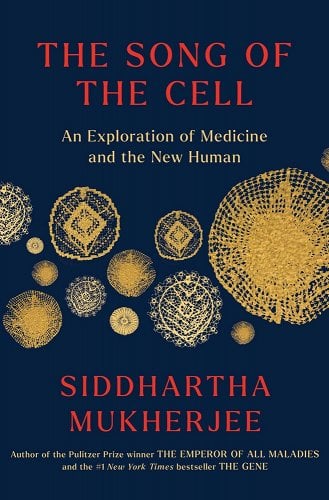 THE SONG OF
THE CELL
An Exploration of Medicine
and the New Human
SIDDHARTHA
MUKHERJEE
Author of the Pulitzer Prize winner THE EMPEROR OF ALL MALADIES
and the #1 New York Times bestseller THE GENE